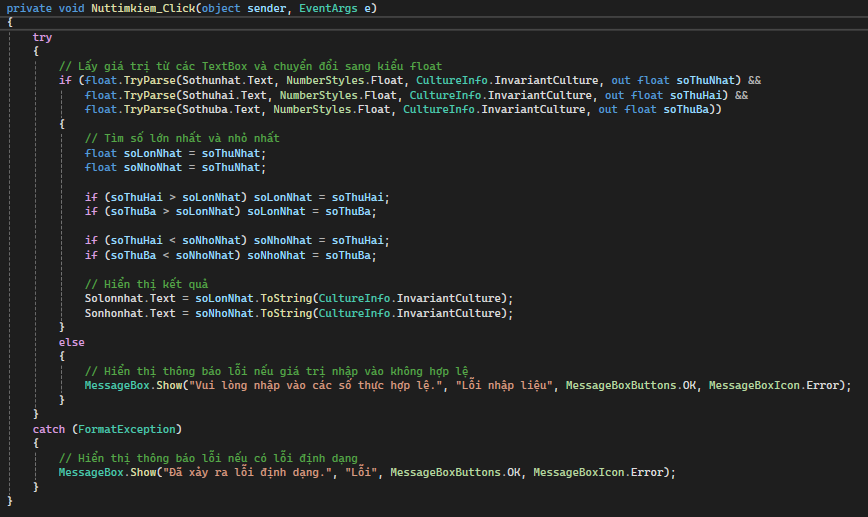 private void Nuttimkiem_Click(object sender, EventArgs e)
{
    try
    {
        // Lấy giá trị từ các TextBox và chuyển đổi sang kiểu float
        if (float.TryParse(Sothunhat.Text, NumberStyles.Float, CultureInfo.InvariantCulture, out float soThuNhat) &&
            float.TryParse(Sothuhai.Text, NumberStyles.Float, CultureInfo.InvariantCulture, out float soThuHai) &&
            float.TryParse(Sothuba.Text, NumberStyles.Float, CultureInfo.InvariantCulture, out float soThuBa))
        {
            // Tìm số lớn nhất và nhỏ nhất
            float soLonNhat = soThuNhat;
            float soNhoNhat = soThuNhat;

            if (soThuHai > soLonNhat) soLonNhat = soThuHai;
            if (soThuBa > soLonNhat) soLonNhat = soThuBa;

            if (soThuHai < soNhoNhat) soNhoNhat = soThuHai;
            if (soThuBa < soNhoNhat) soNhoNhat = soThuBa;

            // Hiển thị kết quả
            Solonnhat.Text = soLonNhat.ToString(CultureInfo.InvariantCulture);
            Sonhonhat.Text = soNhoNhat.ToString(CultureInfo.InvariantCulture);
        }
        else
        {
            // Hiển thị thông báo lỗi nếu giá trị nhập vào không hợp lệ
            MessageBox.Show("Vui lòng nhập vào các số thực hợp lệ.", "Lỗi nhập liệu", MessageBoxButtons.OK, MessageBoxIcon.Error);
        }
    }
    catch (FormatException)
    {
        // Hiển thị thông báo lỗi nếu có lỗi định dạng
        MessageBox.Show("Đã xảy ra lỗi định dạng.", "Lỗi", MessageBoxButtons.OK, MessageBoxIcon.Error);
    }
}